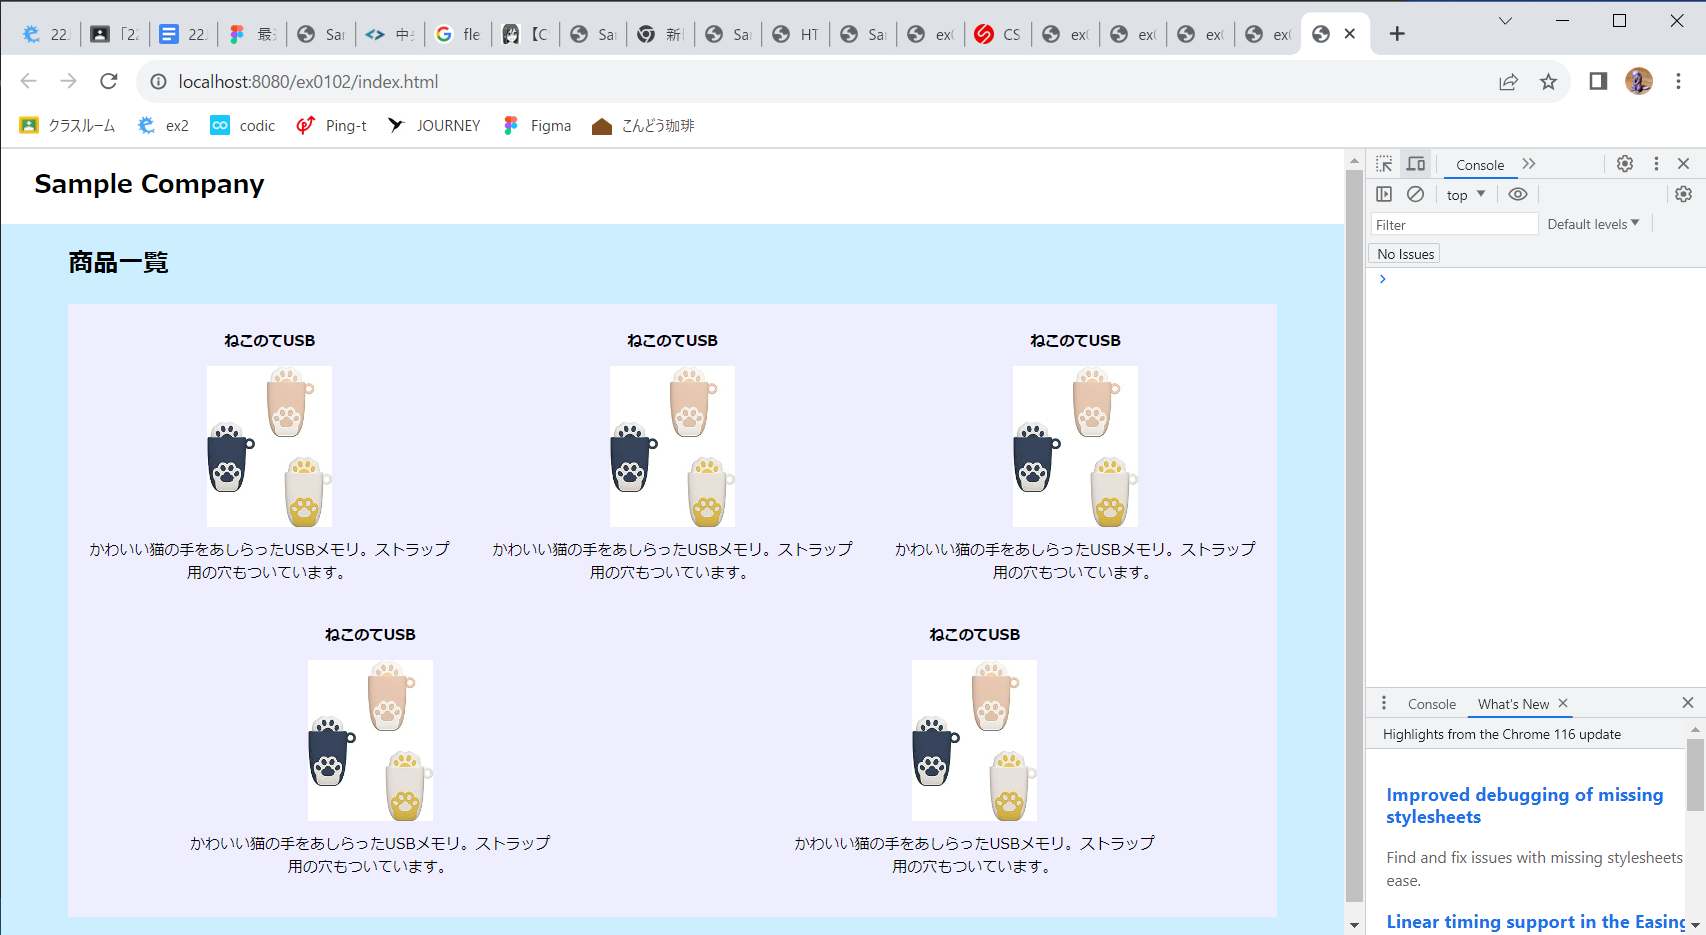 22
「22
22
Sar
fle
【C
Sa
新
Sa
HT
Sa
ex
CS
ex
localhost:8080/ex0102/index.html
クラスルーム ex2 codic Ping-t JOURNEY Figma こんどう珈琲
Sample Company
商品一覧
ねこのてUSB ねこのてUSB ねこのてUSB
かわいい猫の手をあしらったUSBメモリ。ストラップ
用の穴もついています。
かわいい猫の手をあしらったUSBメモリ。ストラップ
用の穴もついています。
かわいい猫の手をあしらったUSBメモリ。ストラップ
用の穴もついています。
ねこのてUSB ねこのてUSB
かわいい猫の手をあしらったUSBメモリ。ストラップ
用の穴もついています。
かわいい猫の手をあしらったUSBメモリ。ストラップ
用の穴もついています。
Console
top
Filter Default levels
No Issues
Console What's New
Highlights from the Chrome 116 update
Improved debugging of missing
stylesheets
Find and fix issues with missing stylesheets
ease.
Linear timing support in the Easing